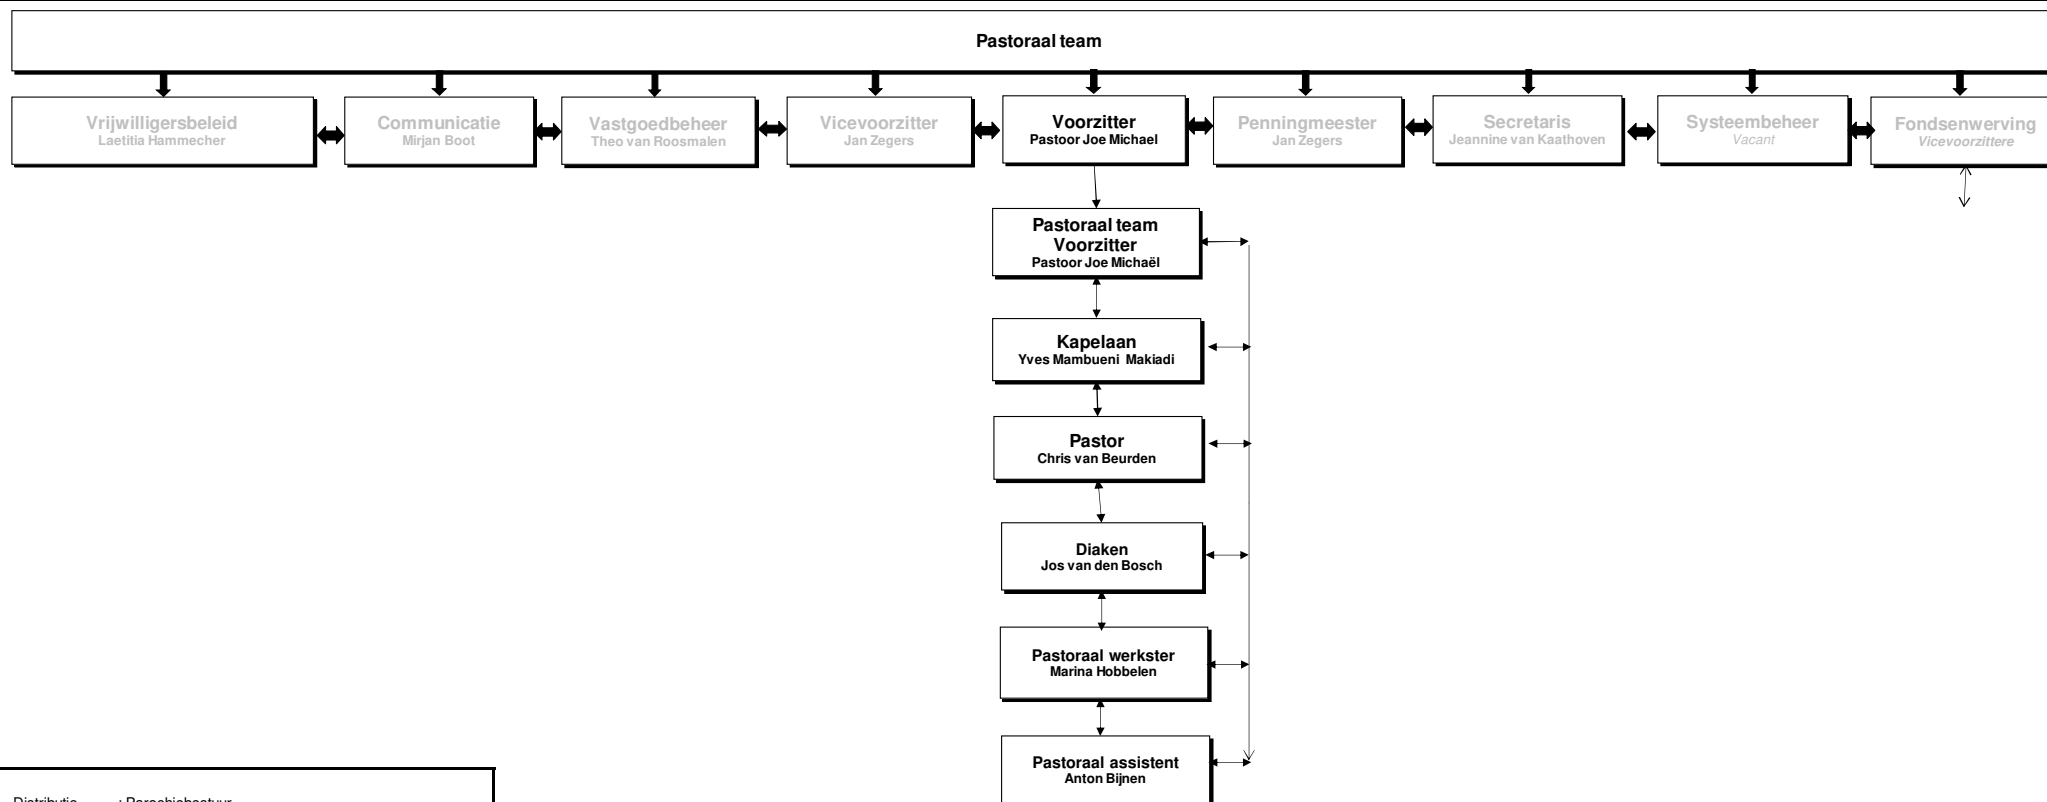 Pastoraal team
Vrijwilligersbeleid
Laetitia Hammecher
Communicatie
Mirjan Boot
Vastgoedbeheer
Theo van Roosmalen
Vicevoorzitter
Jan Zegers
Voorzitter
Pastoor Joe Michael
Penningmeester
Jan Zegers
Secretaris
Jeannine van Kaathoven
Systeembeheer
Vacant
Fondsenwerving
Vicevoorzittere
Pastoraal team
Voorzitter
Pastoor Joe Michaël
Kapelaan
Yves Mambueni Makiadi
Pastor
Chris van Beurden
Diaken
Jos van den Bosch
Pastoraal werkster
Marina Hobbelen
Pastoraal assistent
Anton Bijnen
Distributie : Parochiebestuur